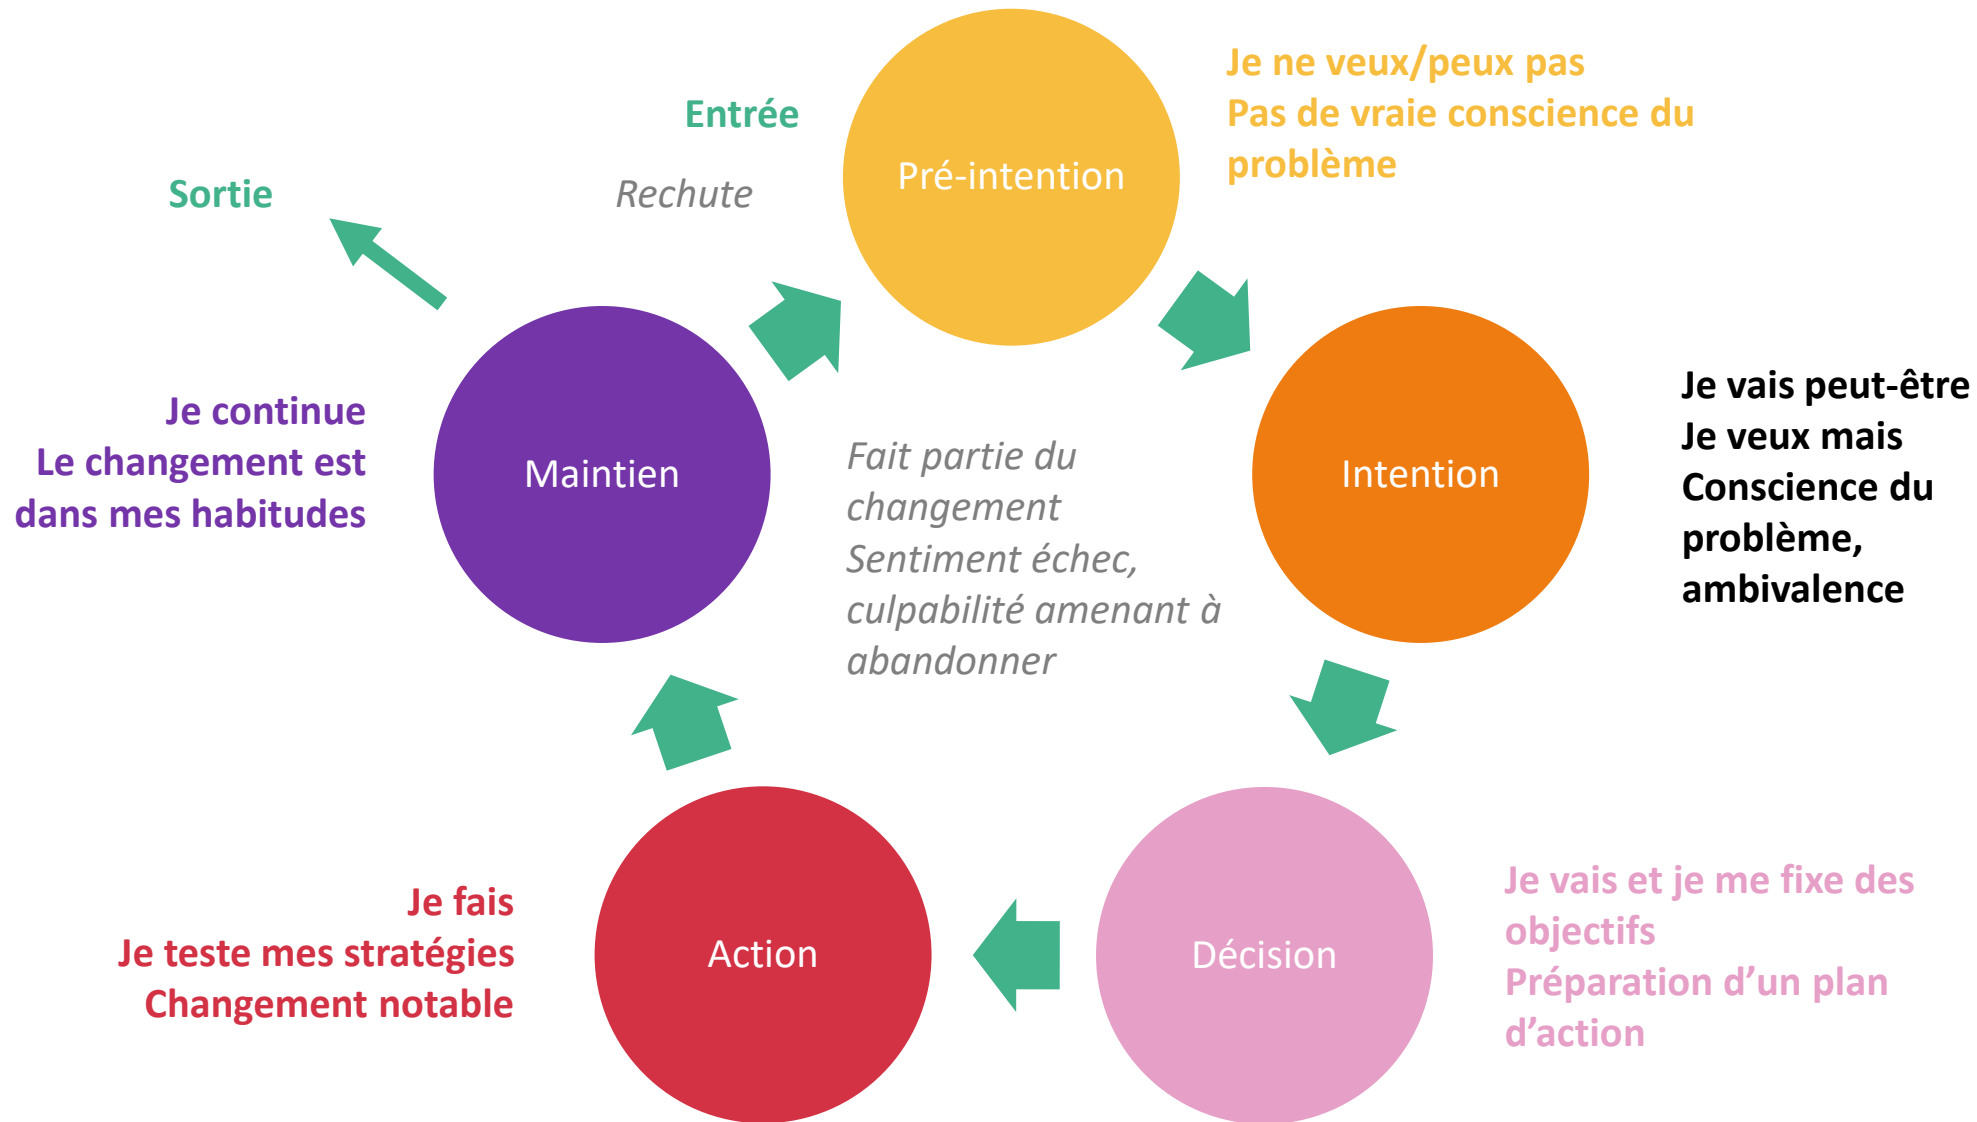 Entrée
Rechute
Pré-intention
Je ne veux/peux pas
Pas de vraie conscience du
problème
Sortie
Intention
Je vais peut-être
Je veux mais
Conscience du
problème,
ambivalence
Décision
Je vais et je me fixe des
objectifs
Préparation d’un plan
d’action
Action
Je fais
Je teste mes stratégies
Changement notable
Maintien
Je continue
Le changement est
dans mes habitudes
Fait partie du
changement
Sentiment échec,
culpabilité amenant à
abandonner